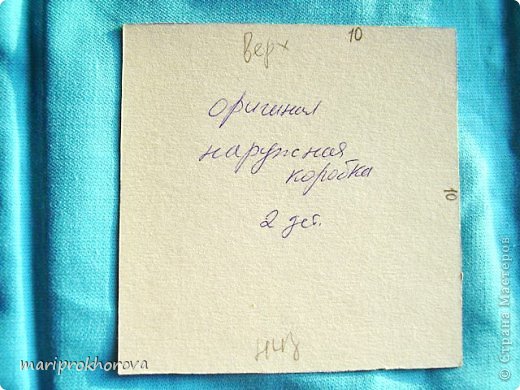 Верх 10
оригинал
наружная
коробка
10
2 дет.
низ
mariprokhorova
© Страна Мастеров